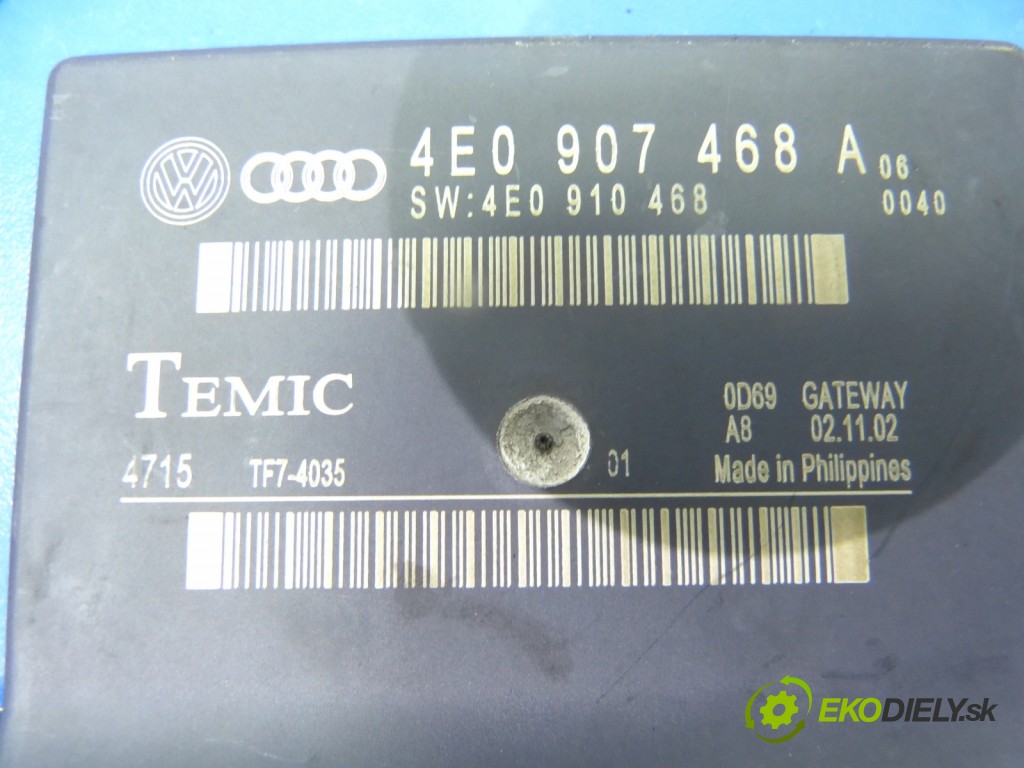 4E0 907 468 A 06
SW:4E0 910 468 0040
TEMIC
0D69 GATEWAY
A8 02.11.02
4715 TF7-4035 01 Made in Philippines
EKODIELY.sk